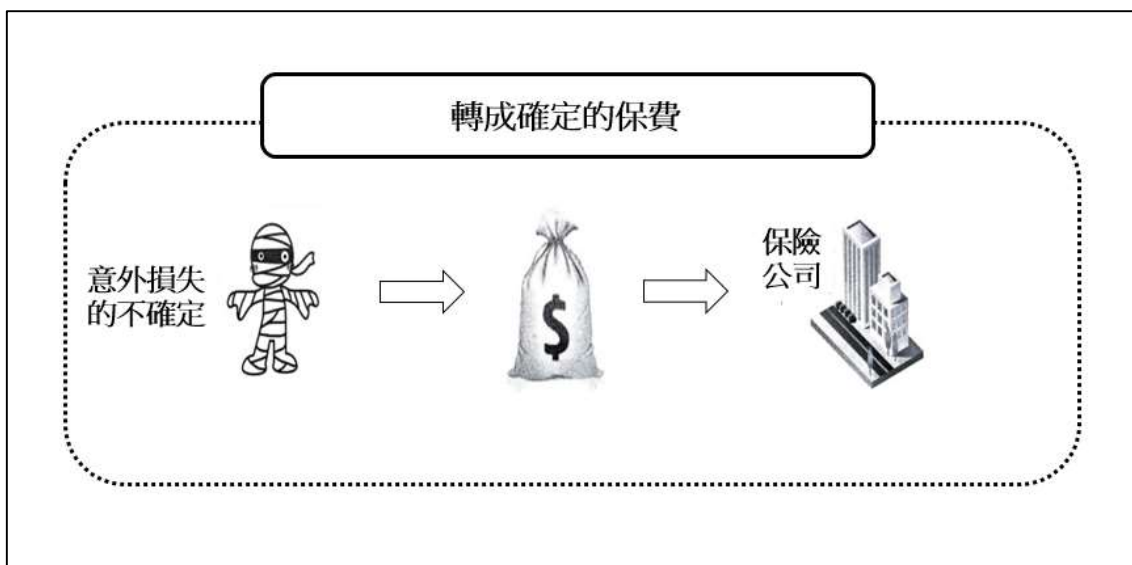 轉成確定的保費
意外損失
的不確定
$
保險
公司